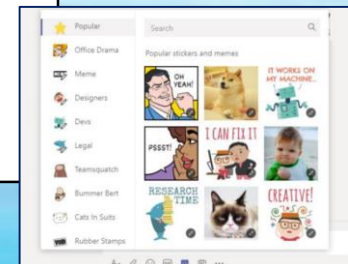 Popular
Office Drama
Meme
Designers
Devs
Legal
Teamsquatch
Bummer Bert
Cats In Suits
Rubber Stamps
Search
Popular stickers and memes
OH
YEAH!
IT WORKS ON
MY MACHINE...
PSSST!
I CAN FIX IT
RESEARCH
TIME
CREATIVE!